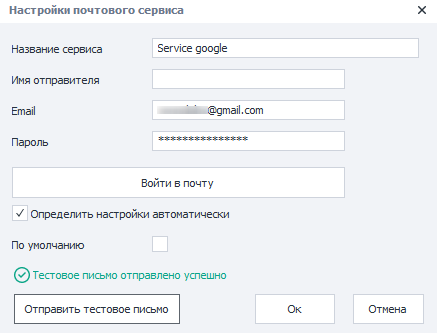 Настройки почтового сервиса
Название сервиса Service google
Имя отправителя
Email @gmail.com
Пароль ***************
Войти в почту
Определить настройки автоматически
По умолчанию
Тестовое письмо отправлено успешно
Отправить тестовое письмо Ок Отмена